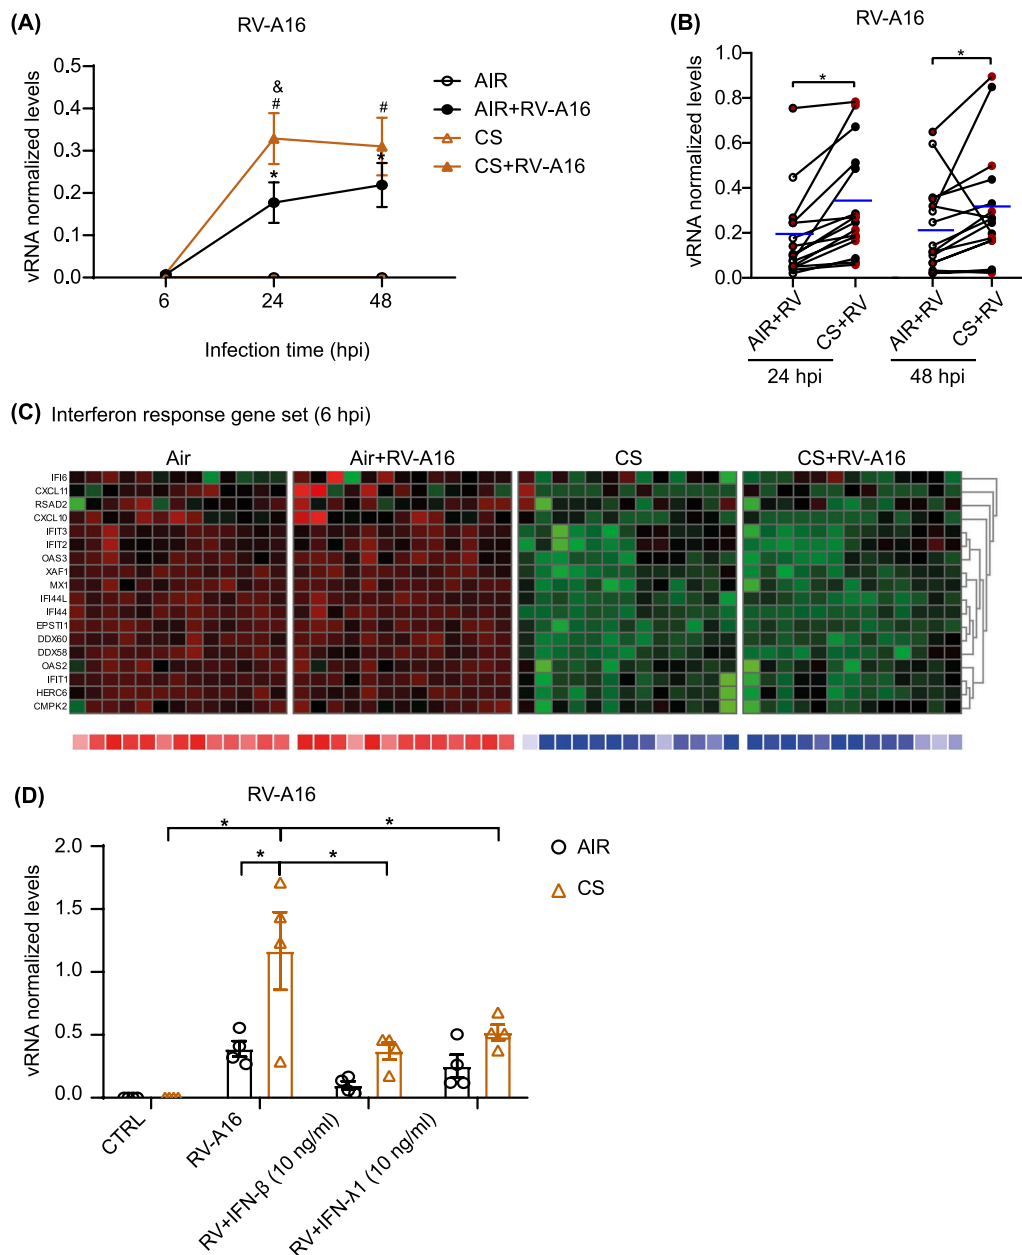 (A)
RV-A16
vRNA normalized levels
0.5
0.4
0.3
0.2
0.1
0.0
&
#
*
#
*
6
24
48
Infection time (hpi)
AIR
AIR+RV-A16
CS
CS+RV-A16
(B)
RV-A16
vRNA normalized levels
1.0
0.8
0.6
0.4
0.2
0.0
*
*
AIR+RV
CS+RV
AIR+RV
CS+RV
24 hpi
48 hpi
(C) Interferon response gene set (6 hpi)
Air
Air+RV-A16
CS
CS+RV-A16
IFI6
CXCL11
RSAD2
CXCL10
IFIT3
IFIT2
OAS3
XAF1
MX1
IFI44L
IFI44
EPSTI1
DDX60
DDX58
OAS2
IFIT1
HERC6
CMPK2
(D)
RV-A16
vRNA normalized levels
2.0
1.5
1.0
0.5
0.0
*
*
*
*
AIR
CS
CTRL
RV-A16
RV+IFN-β (10 ng/ml)
RV+IFN-λ1 (10 ng/ml)